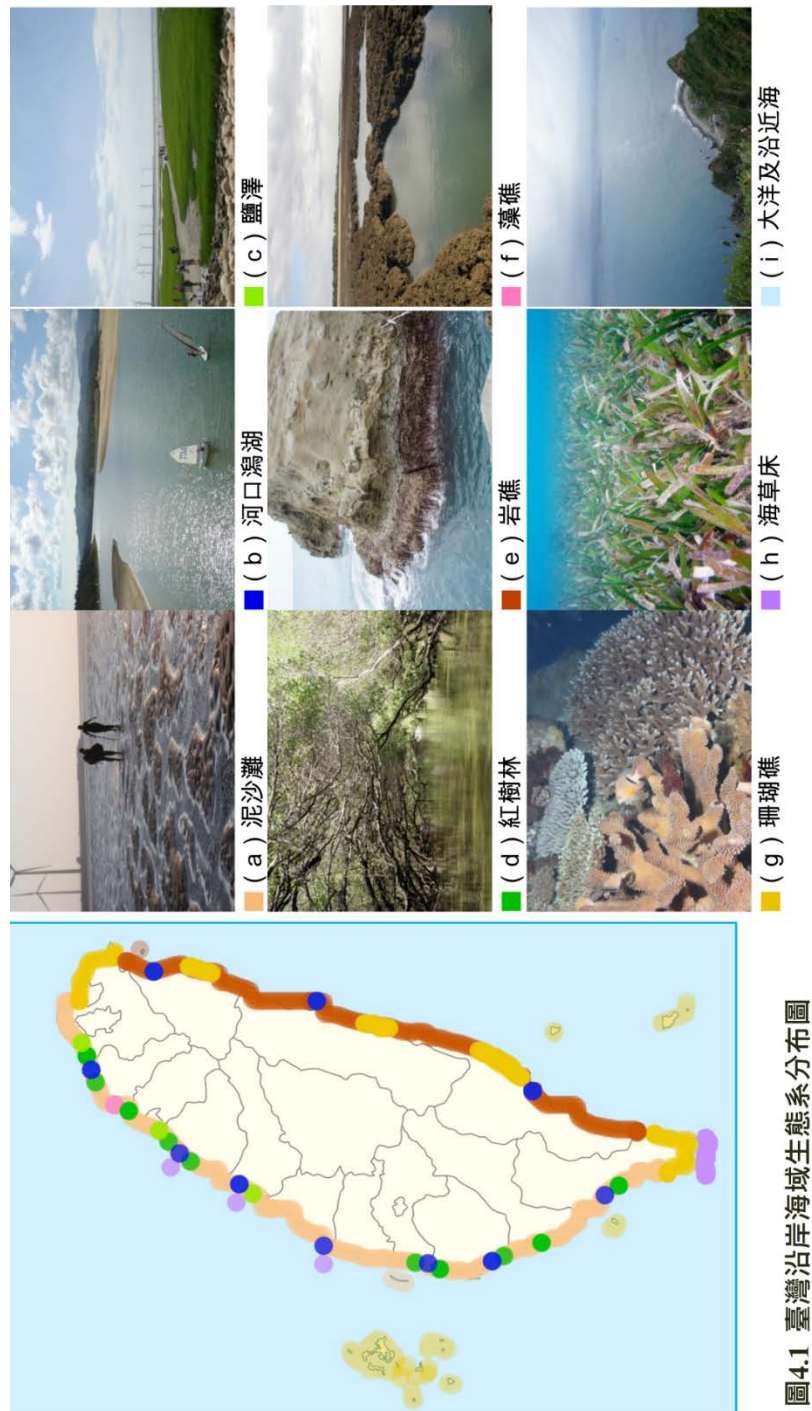 (a) 泥沙灘
(b) 河口潟湖
(c) 鹽澤
(d) 紅樹林
(e) 岩礁
(f) 藻礁
(g) 珊瑚礁
(h) 海草床
(i) 大洋及沿近海
圖4.1 臺灣沿岸海域生態系分布圖